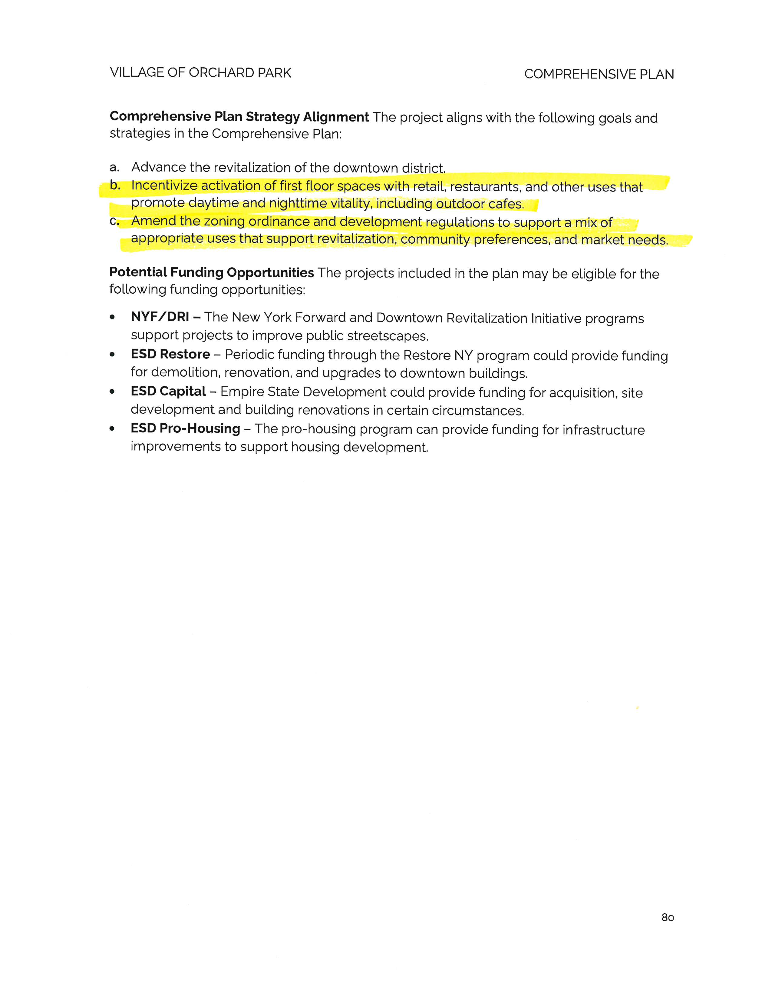 VILLAGE OF ORCHARD PARK
COMPREHENSIVE PLAN
Comprehensive Plan Strategy Alignment The project aligns with the following goals and
strategies in the Comprehensive Plan:
a. Advance the revitalization of the downtown district.
b. Incentivize activation of first floor spaces with retail, restaurants, and other uses that
promote daytime and nighttime vitality, including outdoor cafes.
c. Amend the zoning ordinance and development regulations to support a mix of
appropriate uses that support revitalization, community preferences, and market needs.
Potential Funding Opportunities The projects included in the plan may be eligible for the
following funding opportunities:
• NYF/DRI – The New York Forward and Downtown Revitalization Initiative programs
support projects to improve public streetscapes.
• ESD Restore – Periodic funding through the Restore NY program could provide funding
for demolition, renovation, and upgrades to downtown buildings.
• ESD Capital – Empire State Development could provide funding for acquisition, site
development and building renovations in certain circumstances.
• ESD Pro-Housing – The pro-housing program can provide funding for infrastructure
improvements to support housing development.
80